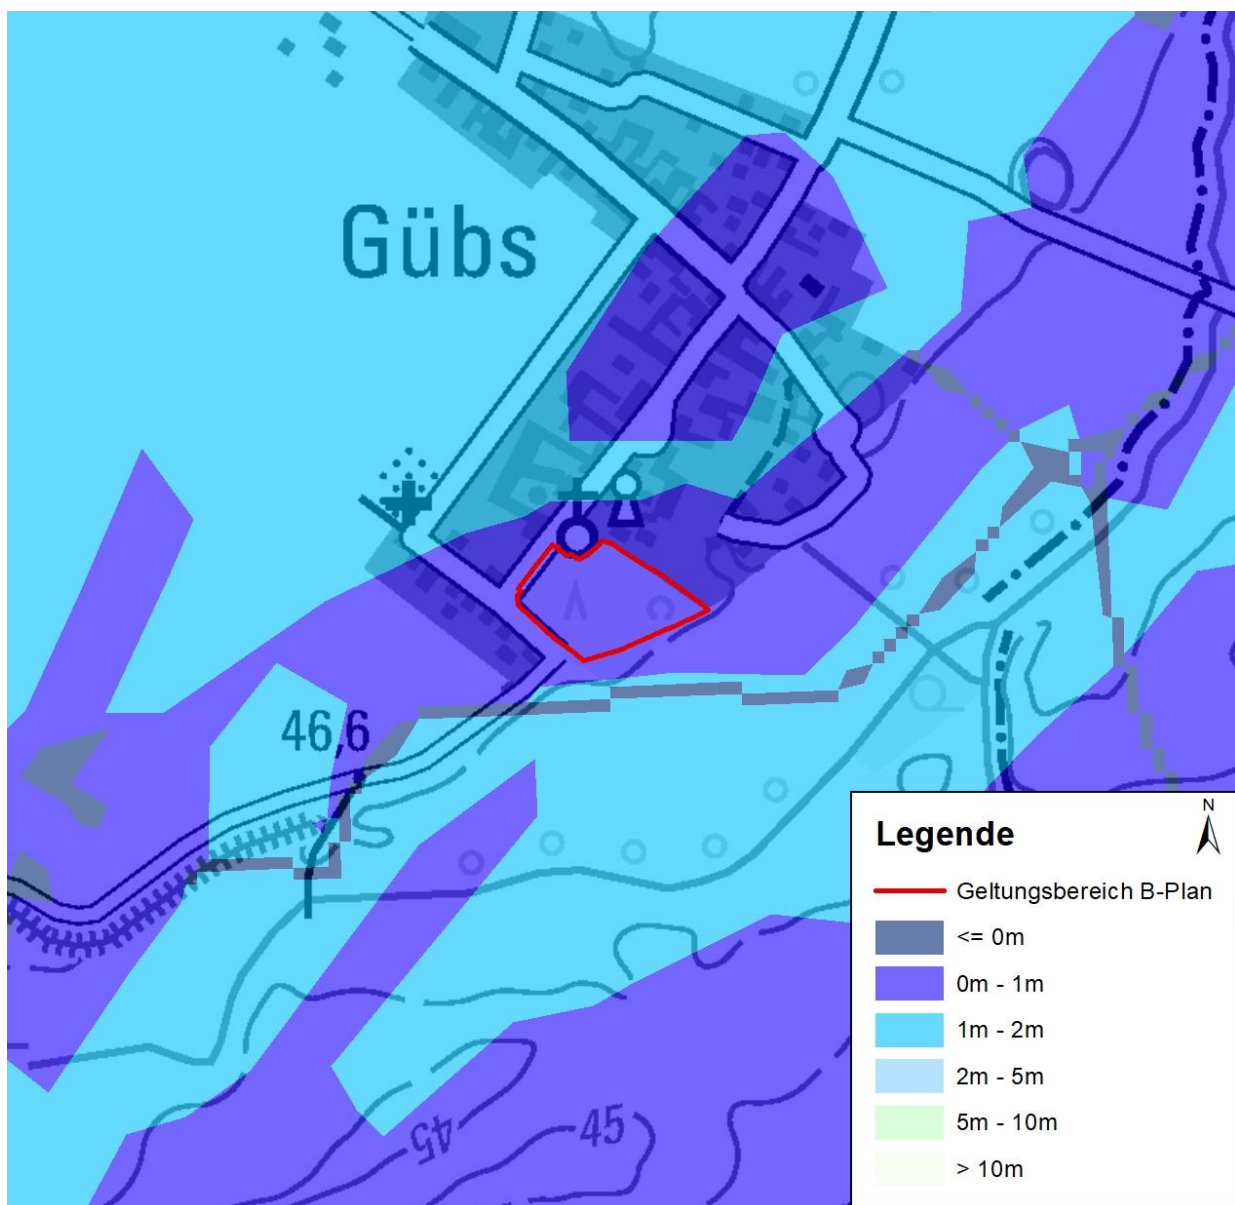 Gübs
46,6
Legende
N
Geltungsbereich B-Plan
<= 0m
0m - 1m
1m - 2m
2m - 5m
5m - 10m
> 10m
45
45